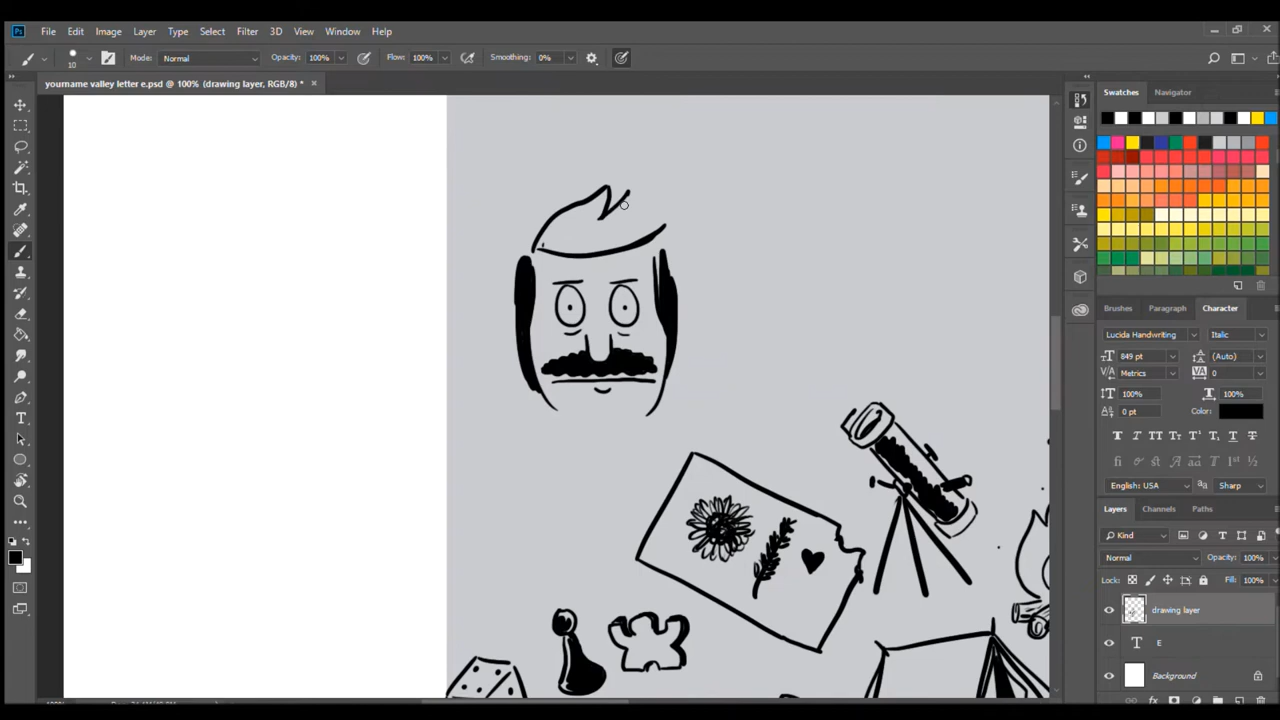 Ps File Edit Image Layer Type Select Filter 3D View Window Help
10 Mode: Normal Opacity: 100% Flow: 100% Smoothing: 0%
yourname valley letter e.psd @ 100% (drawing layer, RGB/8) *
Swatches Navigator
Brushes Paragraph Character
Lucida Handwriting Italic
849 pt (Auto)
Metrics 0
100% 100%
0 pt Color:
English: USA Sharp
Layers Channels Paths
Kind
Normal Opacity: 100%
Lock: Fill: 100%
drawing layer
E
Background